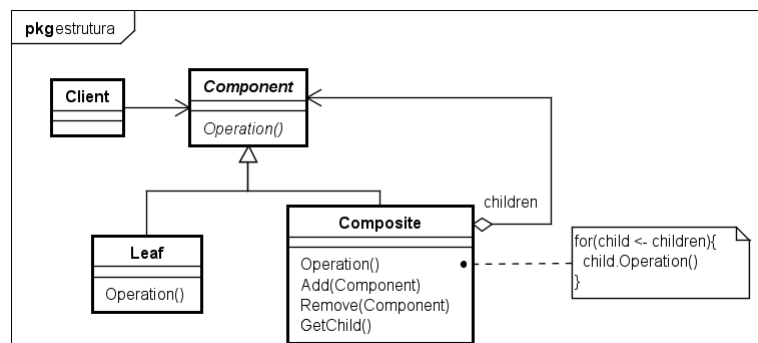 pkg estrutura
Client
Component
Operation()
children
Leaf
Operation()
Composite
Operation()
Add(Component)
Remove(Component)
GetChild()
for(child <- children){
child.Operation()
}